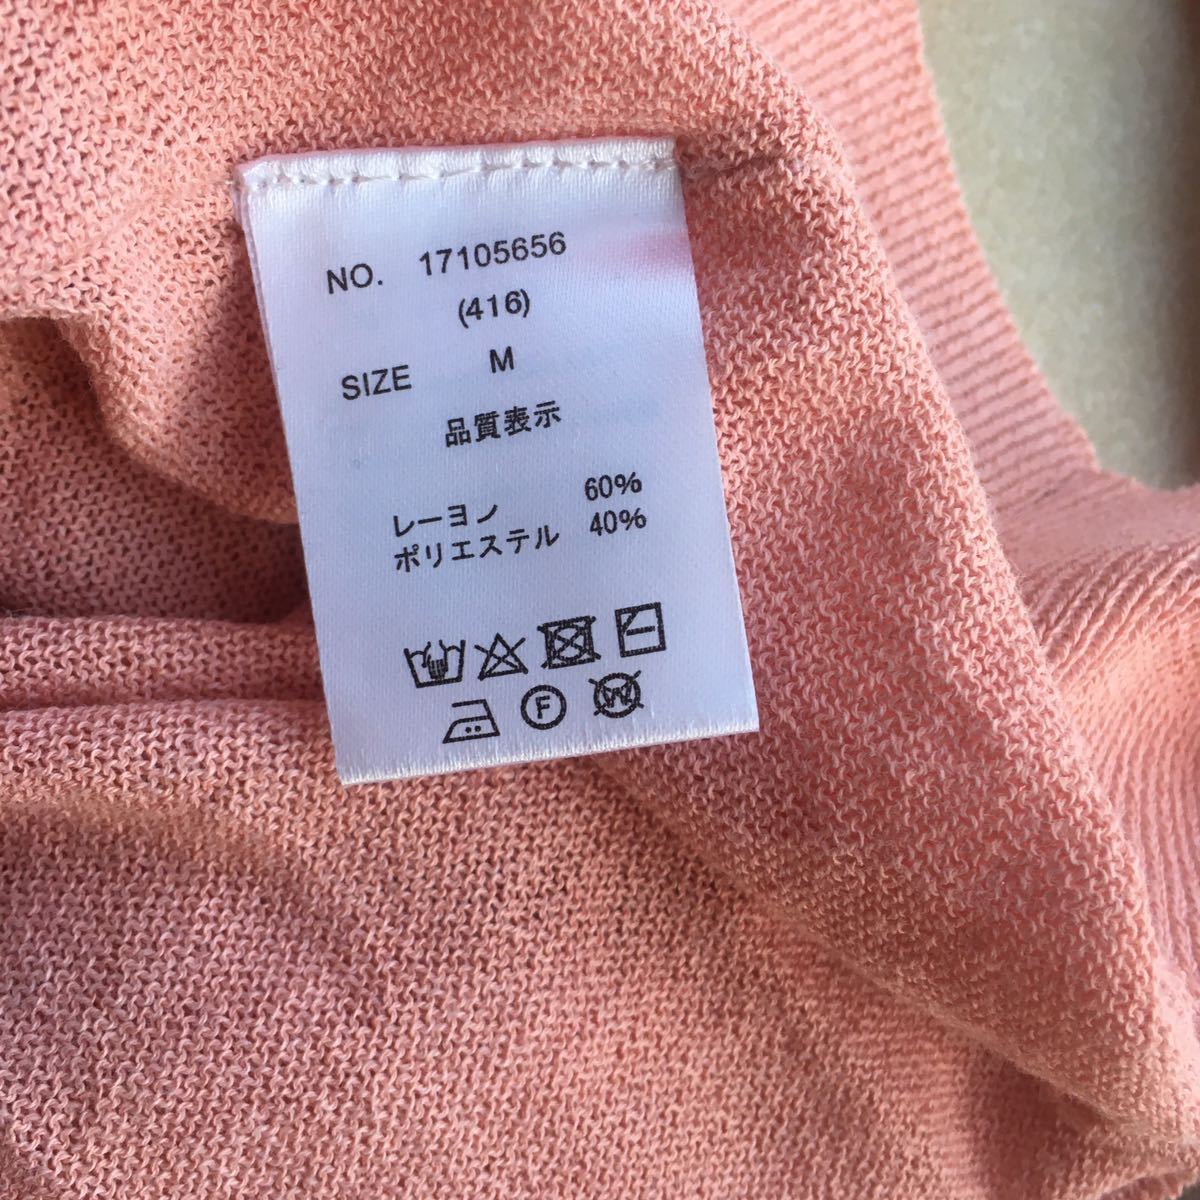 NO. 17105656
(416)
SIZE M
品質表示
レーヨノ 60%
ポリエステル 40%
F W